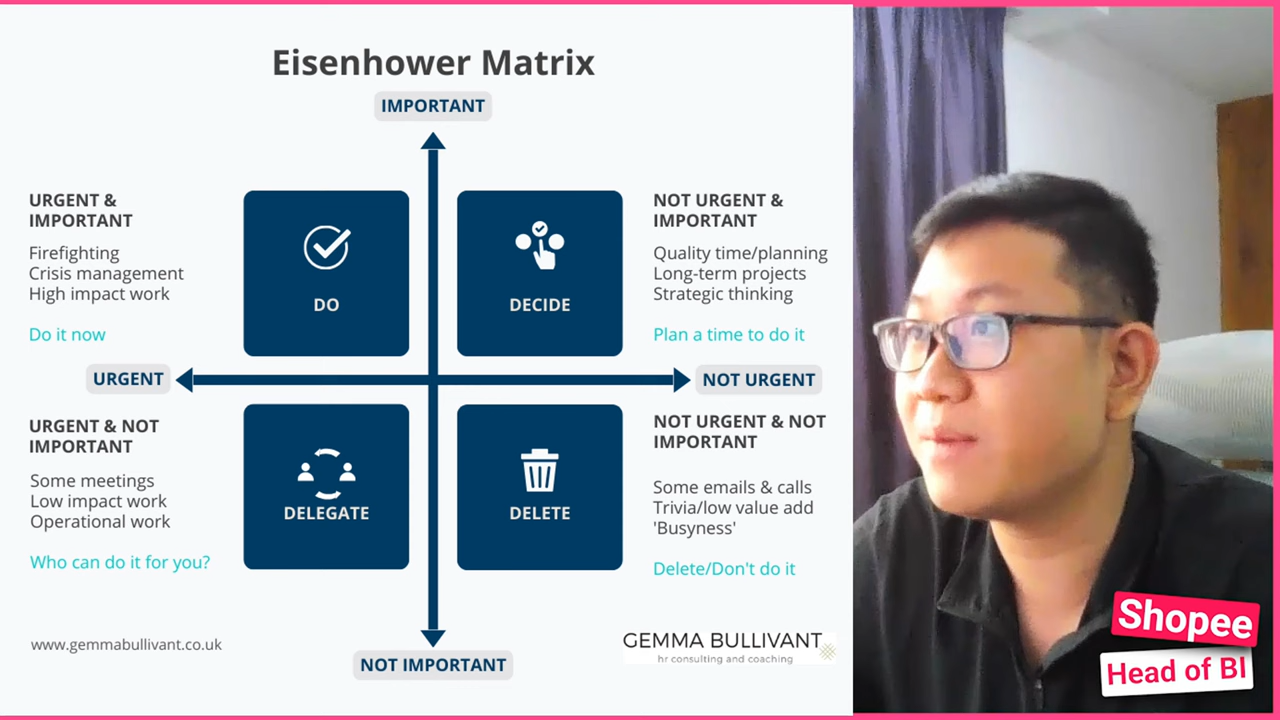 Eisenhower Matrix
IMPORTANT
URGENT &
IMPORTANT
Firefighting
Crisis management
High impact work
Do it now
DO
DECIDE
NOT URGENT &
IMPORTANT
Quality time/planning
Long-term projects
Strategic thinking
Plan a time to do it
URGENT
NOT URGENT
URGENT & NOT
IMPORTANT
Some meetings
Low impact work
Operational work
Who can do it for you?
DELEGATE
DELETE
NOT URGENT & NOT
IMPORTANT
Some emails & calls
Trivia/low value add
'Busyness'
Delete/Don't do it
www.gemmabullivant.co.uk
NOT IMPORTANT
GEMMA BULLIVANT
hr consulting and coaching
Shopee
Head of BI